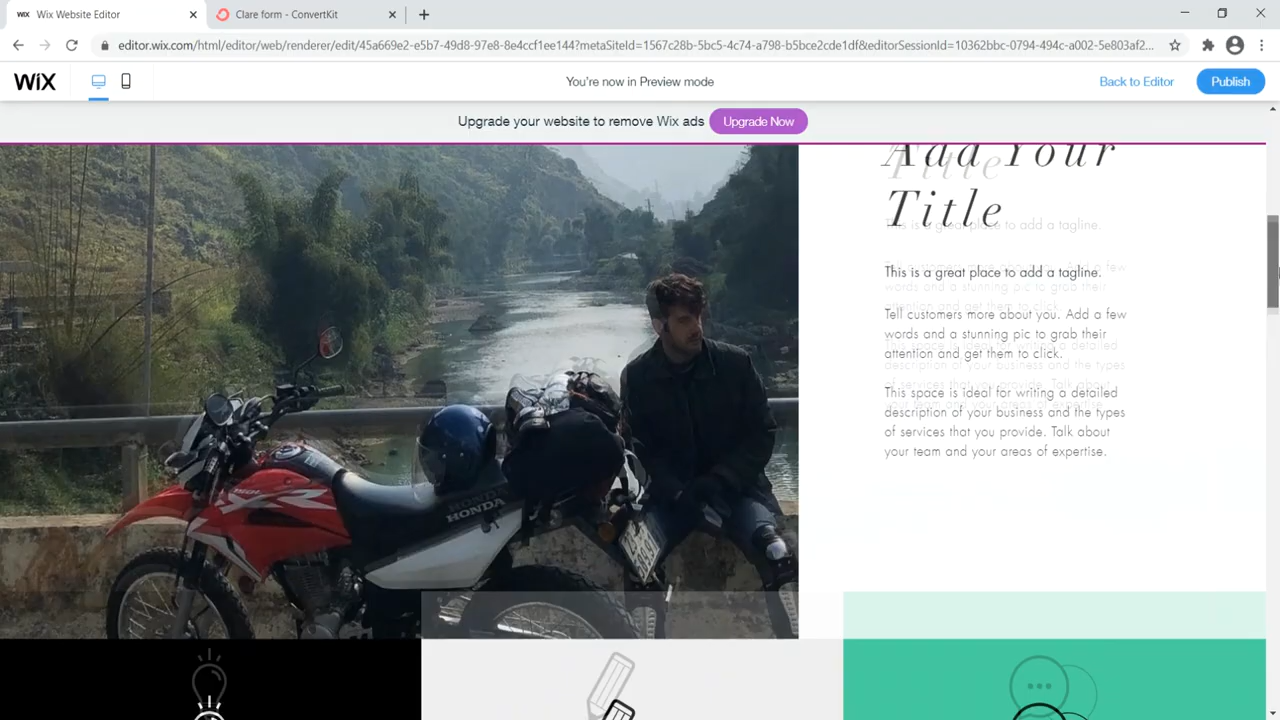 WIX Wix Website Editor
Clare form - ConvertKit
editor.wix.com/html/editor/web/renderer/edit/45a669e2-e5b7-49d8-97e8-8e4ccf1ee144?metaSiteId=1567c28b-5bc5-4c74-a798-b5bce2cde1df&editorSessionId=10362bbc-0794-494c-a002-5e803af2...
WiX
You're now in Preview mode
Back to Editor
Publish
Upgrade your website to remove Wix ads
Upgrade Now
Add Your
Title
This is a great place to add a tagline.
Tell customers more about you. Add a few
words and a stunning pic to grab their
attention and get them to click.
This space is ideal for writing a detailed
description of your business and the types
of services that you provide. Talk about
your team and your areas of expertise.
XR
HONDA
HONDA